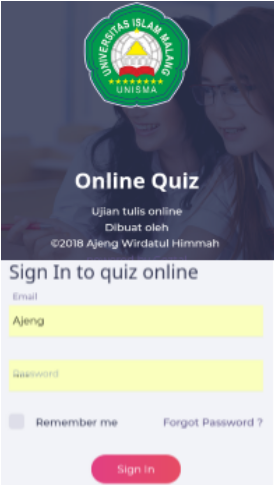 UNIVERSITAS ISLAM MALANG
UNISMA
Online Quiz
Ujian tulis online
Dibuat oleh
©2018 Ajeng Wirdatul Himmah
Sign In to quiz online
Email
Ajeng
Password
Remember me
Forgot Password ?
Sign In